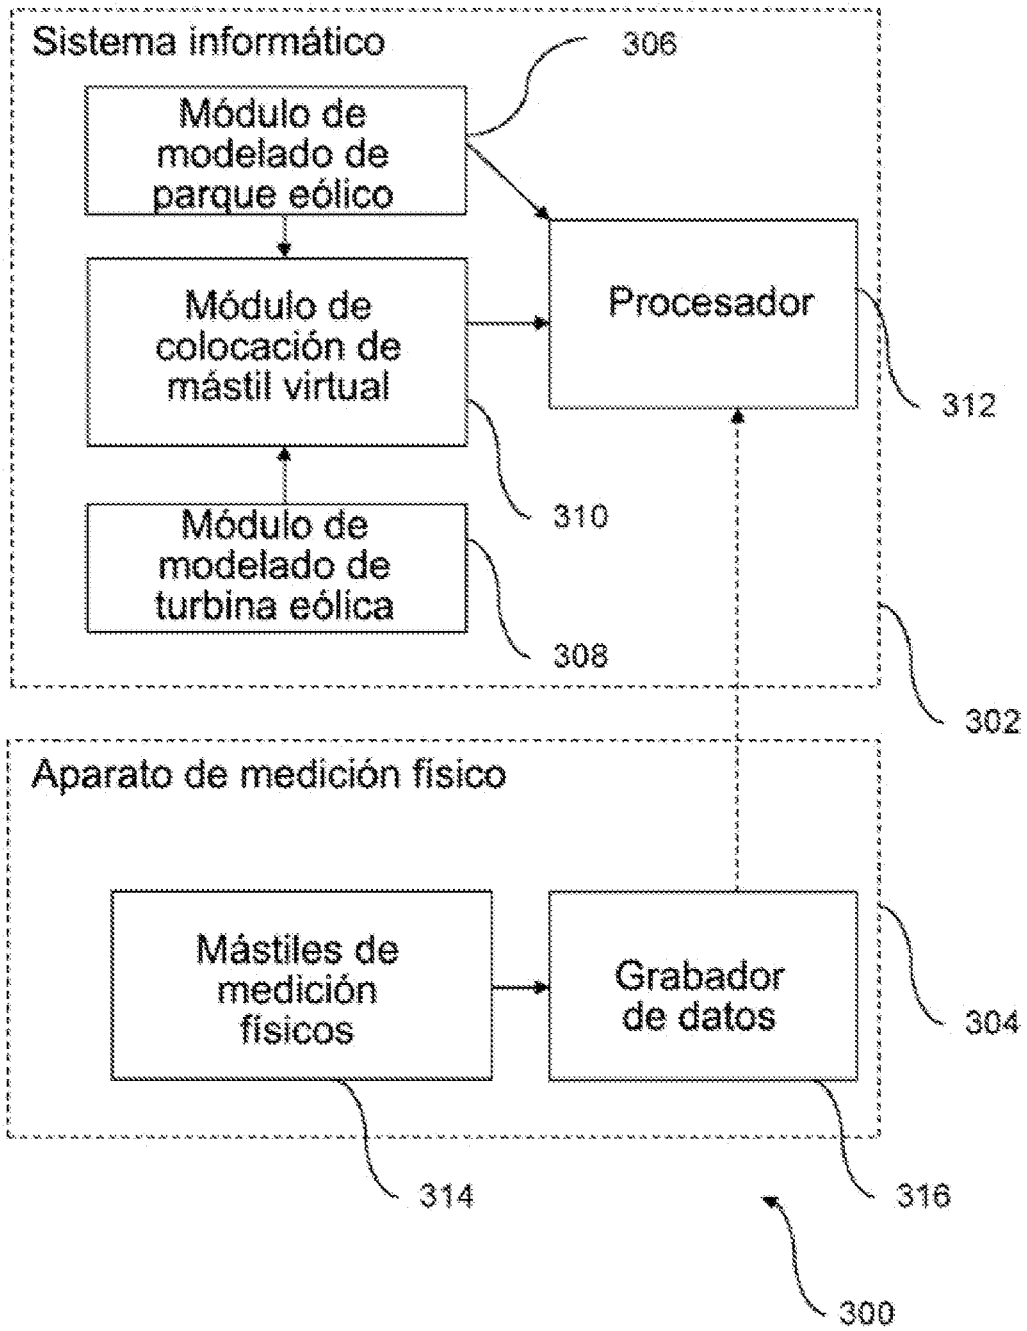 Sistema informático
306
Módulo de
modelado de
parque eólico
Módulo de
colocación de
mástil virtual
Procesador
312
310
Módulo de
modelado de
turbina eólica
308
302
Aparato de medición físico
Mástiles de
medición
físicos
Grabador
de datos
304
314
316
300